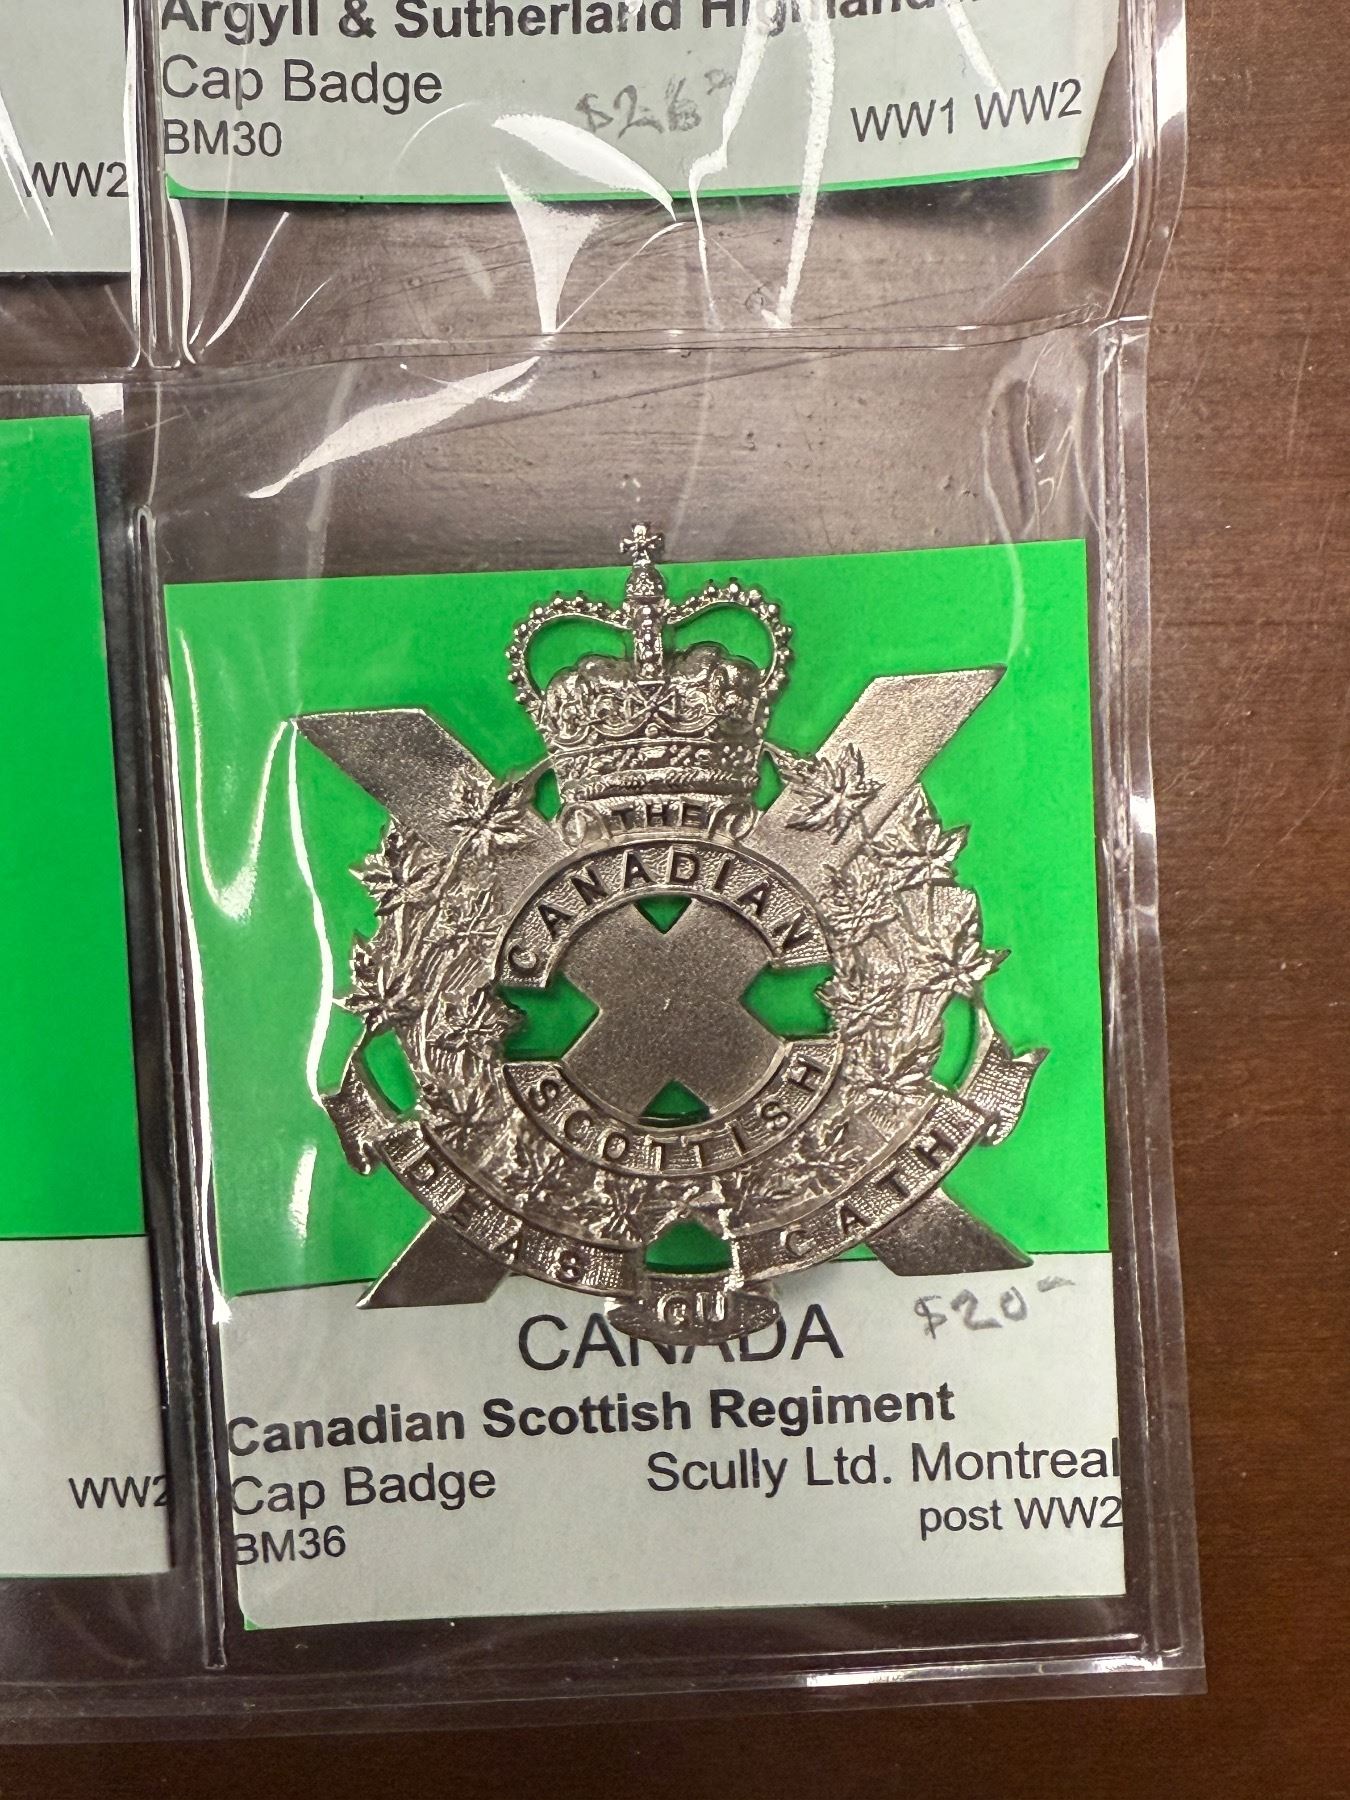 Argyll & Sutherland
Cap Badge
$26
BM30
WW1 WW2
WW2
THE
CANADIAN
SCOTTISH
DEAS GU CATH
CANADA
$20-
Canadian Scottish Regiment
Cap Badge
Scully Ltd. Montreal
BM36
post WW2
WW2